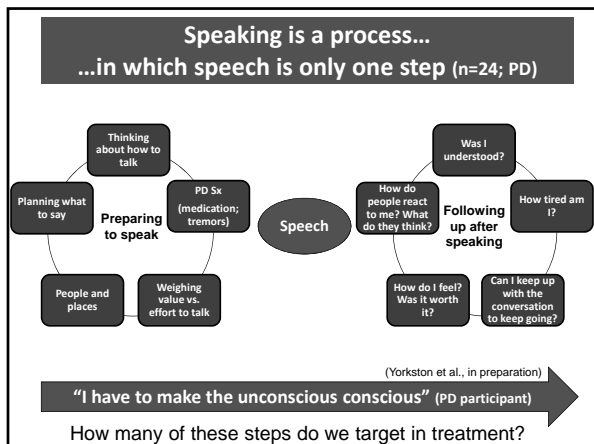 Speaking is a process…
…in which speech is only one step (n=24; PD)
Thinking
about how to
talk
PD Sx
(medication;
tremors)
Weighing
value vs.
effort to talk
People and
places
Planning what
to say
Preparing
to speak
Speech
Was I
understood?
How tired am
I?
Can I keep up
with the
conversation
to keep going?
How do I feel?
Was it worth
it?
How do
people react
to me? What
do they think?
Following
up after
speaking
(Yorkston et al., in preparation)
“I have to make the unconscious conscious” (PD participant)
How many of these steps do we target in treatment?